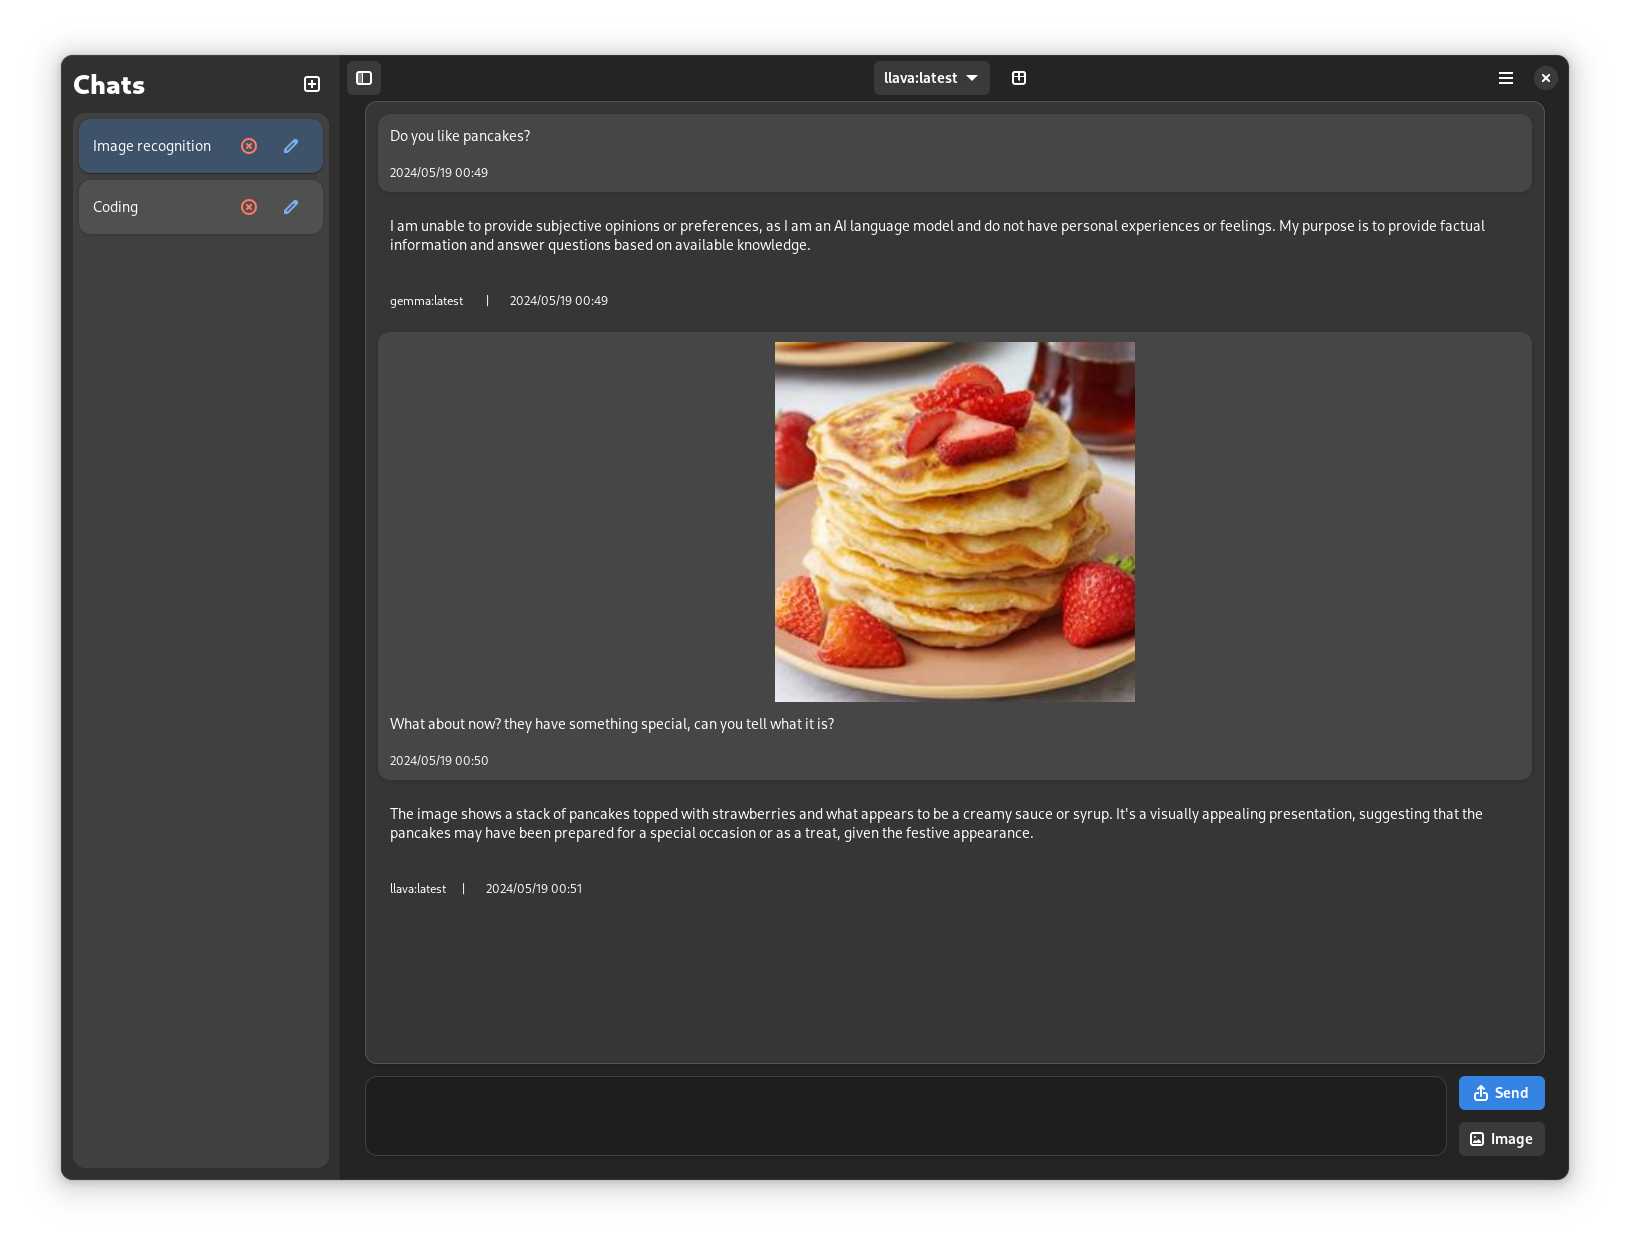 Chats
Image recognition
Coding
llava:latest
Do you like pancakes?
2024/05/19 00:49
I am unable to provide subjective opinions or preferences, as I am an AI language model and do not have personal experiences or feelings. My purpose is to provide factual
information and answer questions based on available knowledge.
gemma:latest | 2024/05/19 00:49
What about now? they have something special, can you tell what it is?
2024/05/19 00:50
The image shows a stack of pancakes topped with strawberries and what appears to be a creamy sauce or syrup. It's a visually appealing presentation, suggesting that the
pancakes may have been prepared for a special occasion or as a treat, given the festive appearance.
llava:latest | 2024/05/19 00:51
Send
Image